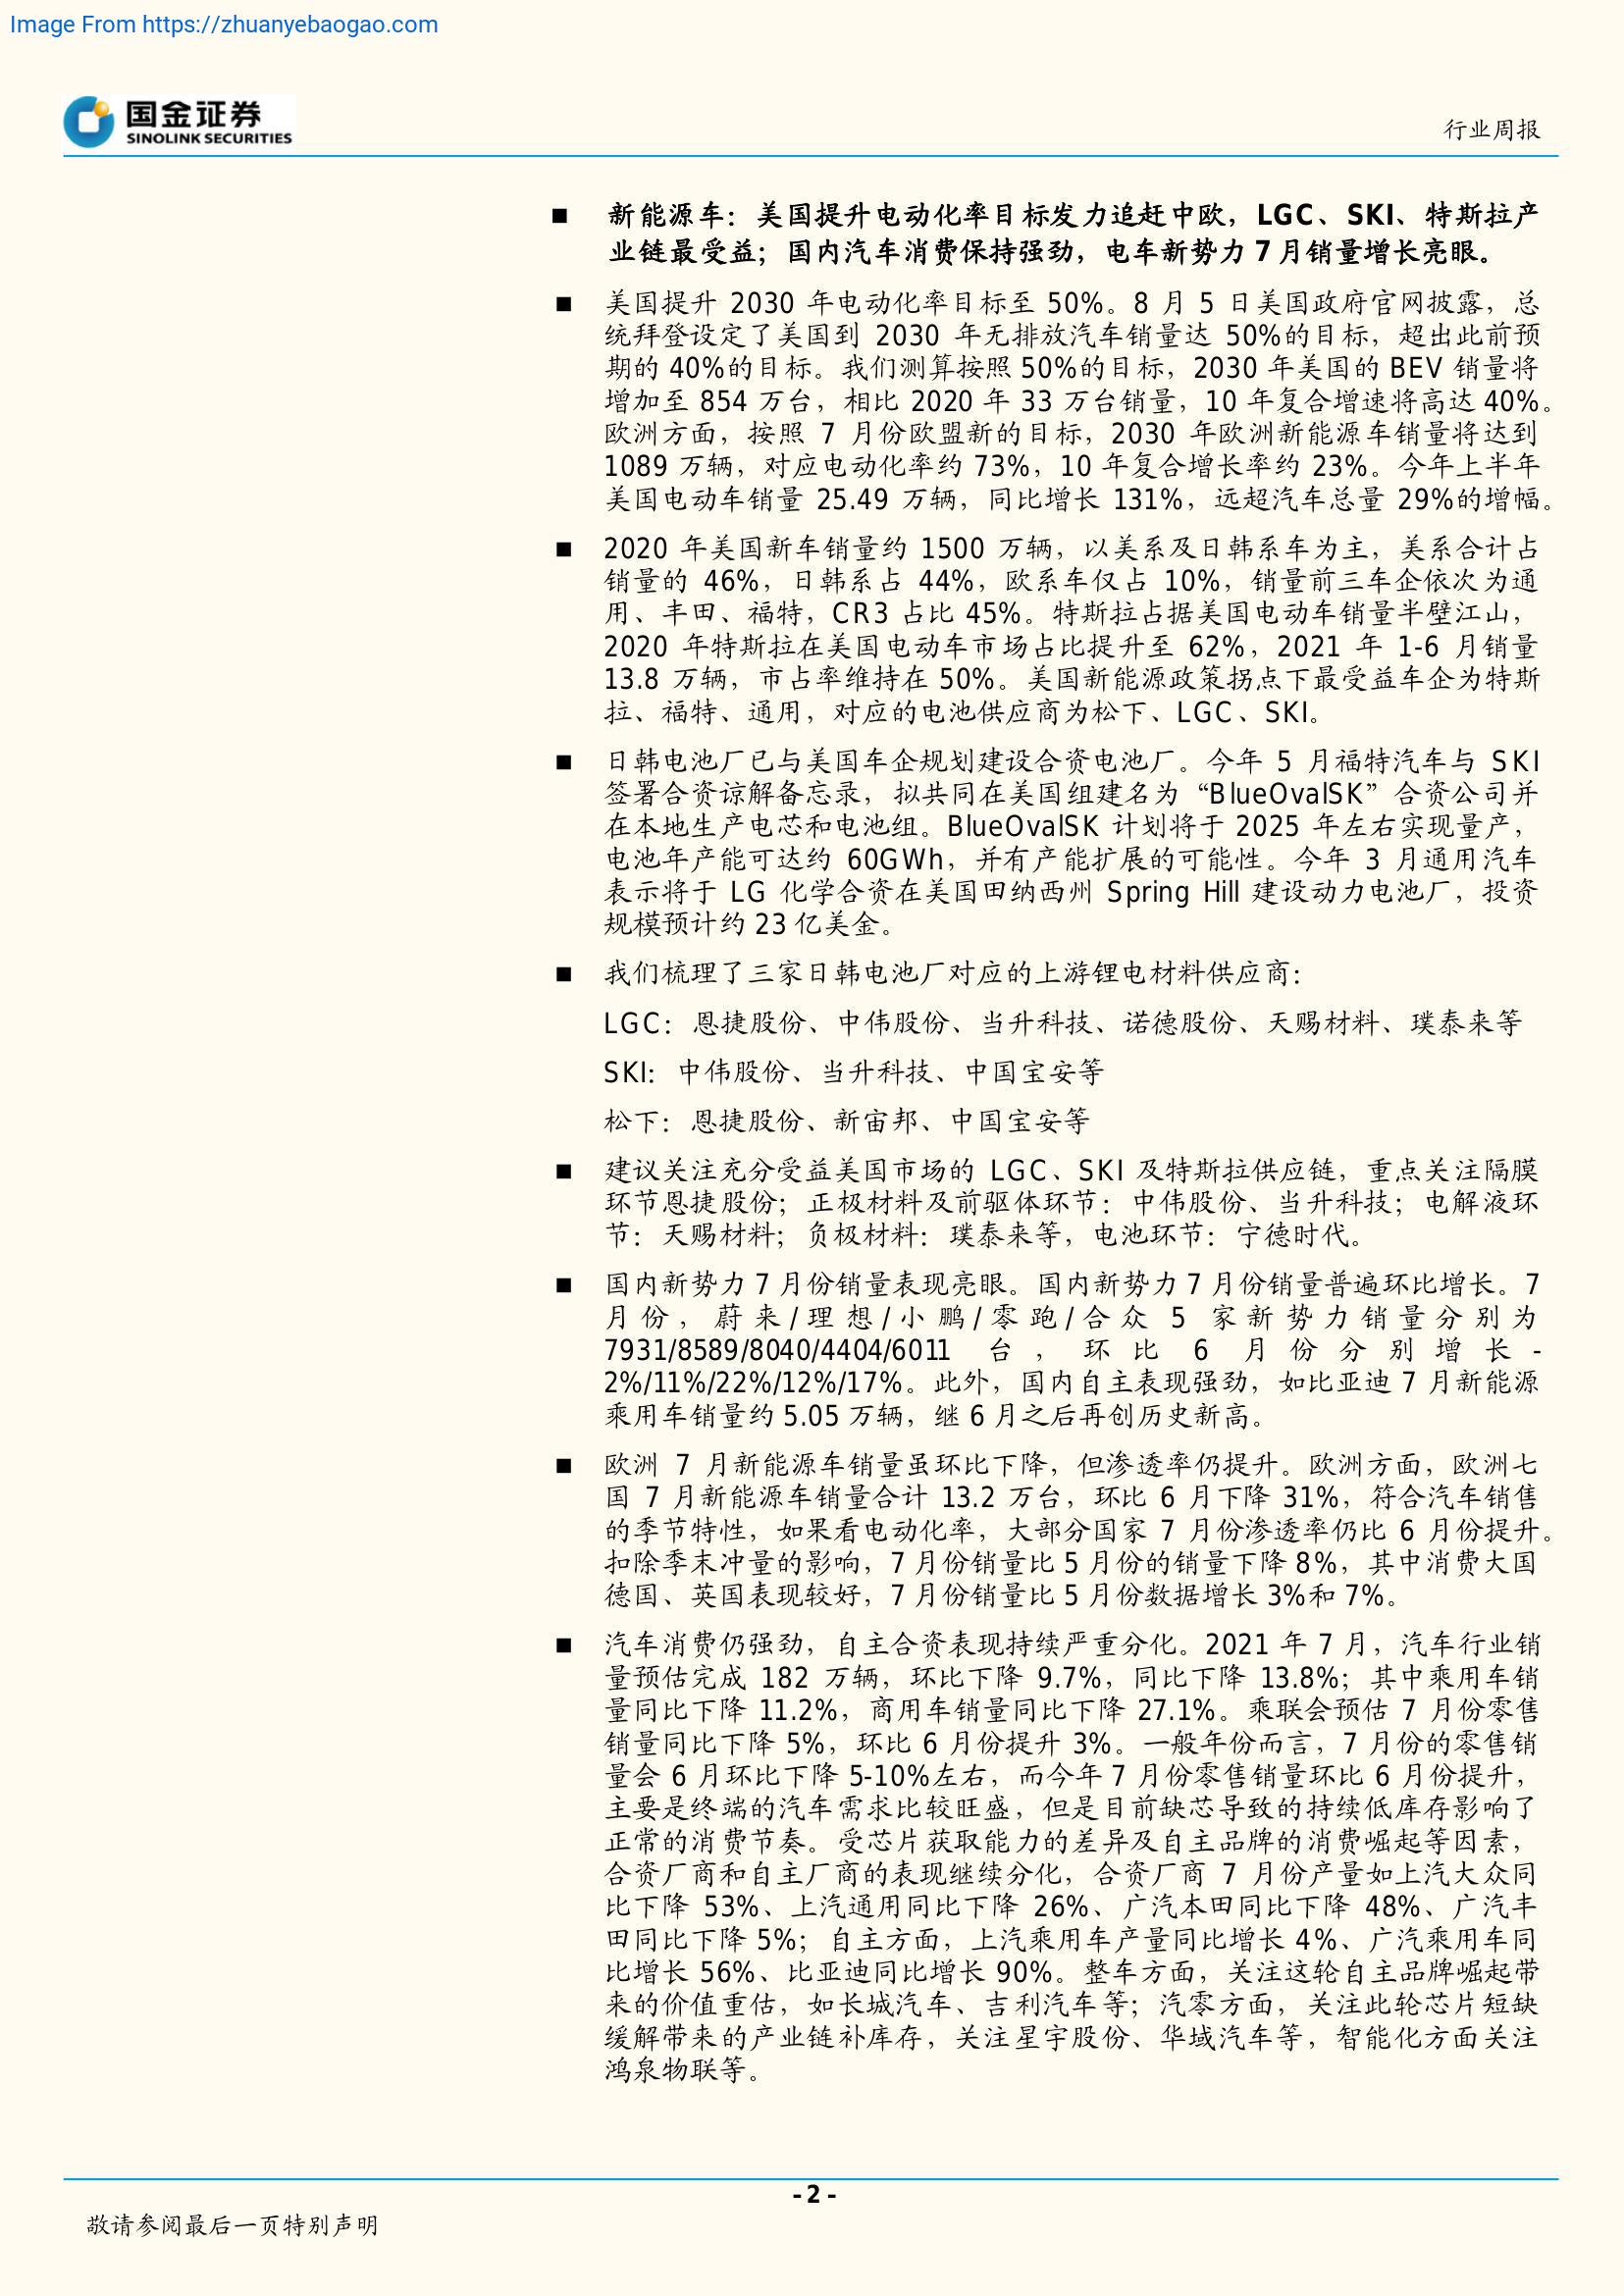 Image From https://zhuanyebaogao.com
国金证券
SINOLINK SECURITIES
行业周报
■ 新能源车：美国提升电动化率目标发力追赶中欧，LGC、SKI、特斯拉产
业链最受益；国内汽车消费保持强劲，电车新势力 7 月销量增长亮眼。
■ 美国提升 2030 年电动化率目标至 50%。8 月 5 日美国政府官网披露，总
统拜登设定了美国到 2030 年无排放汽车销量达 50%的目标，超出此前预
期的 40%的目标。我们测算按照 50%的目标，2030 年美国的 BEV 销量将
增加至 854 万台，相比 2020 年 33 万台销量，10 年复合增速将高达 40%。
欧洲方面，按照 7 月份欧盟新的目标，2030 年欧洲新能源车销量将达到
1089 万辆，对应电动化率约 73%，10 年复合增长率约 23%。今年上半年
美国电动车销量 25.49 万辆，同比增长 131%，远超汽车总量 29%的增幅。
■ 2020 年美国新车销量约 1500 万辆，以美系及日韩系车为主，美系合计占
销量的 46%，日韩系占 44%，欧系车仅占 10%，销量前三车企依次为通
用、丰田、福特，CR3 占比 45%。特斯拉占据美国电动车销量半壁江山，
2020 年特斯拉在美国电动车市场占比提升至 62%，2021 年 1-6 月销量
13.8 万辆，市占率维持在 50%。美国新能源政策拐点下最受益车企为特斯
拉、福特、通用，对应的电池供应商为松下、LGC、SKI。
■ 日韩电池厂已与美国车企规划建设合资电池厂。今年 5 月福特汽车与 SKI
签署合资谅解备忘录，拟共同在美国组建名为“BlueOvalSK”合资公司并
在本地生产电芯和电池组。BlueOvalSK 计划将于 2025 年左右实现量产，
电池年产能可达约 60GWh，并有产能扩展的可能性。今年 3 月通用汽车
表示将于 LG 化学合资在美国田纳西州 Spring Hill 建设动力电池厂，投资
规模预计约 23 亿美金。
■ 我们梳理了三家日韩电池厂对应的上游锂电材料供应商：
LGC：恩捷股份、中伟股份、当升科技、诺德股份、天赐材料、璞泰来等
SKI：中伟股份、当升科技、中国宝安等
松下：恩捷股份、新宙邦、中国宝安等
■ 建议关注充分受益美国市场的 LGC、SKI 及特斯拉供应链，重点关注隔膜
环节恩捷股份；正极材料及前驱体环节：中伟股份、当升科技；电解液环
节：天赐材料；负极材料：璞泰来等，电池环节：宁德时代。
■ 国内新势力 7 月份销量表现亮眼。国内新势力 7 月份销量普遍环比增长。7
月份，蔚来/理想/小鹏/零跑/合众 5 家新势力销量分别为
7931/8589/8040/4404/6011 台，环比 6 月份分别增长-
2%/11%/22%/12%/17%。此外，国内自主表现强劲，如比亚迪 7 月新能源
乘用车销量约 5.05 万辆，继 6 月之后再创历史新高。
■ 欧洲 7 月新能源车销量虽环比下降，但渗透率仍提升。欧洲方面，欧洲七
国 7 月新能源车销量合计 13.2 万台，环比 6 月下降 31%，符合汽车销售
的季节特性，如果看电动化率，大部分国家 7 月份渗透率仍比 6 月份提升。
扣除季末冲量的影响，7 月份销量比 5 月份的销量下降 8%，其中消费大国
德国、英国表现较好，7 月份销量比 5 月份数据增长 3%和 7%。
■ 汽车消费仍强劲，自主合资表现持续严重分化。2021 年 7 月，汽车行业销
量预估完成 182 万辆，环比下降 9.7%，同比下降 13.8%；其中乘用车销
量同比下降 11.2%，商用车销量同比下降 27.1%。乘联会预估 7 月份零售
销量同比下降 5%，环比 6 月份提升 3%。一般年份而言，7 月份的零售销
量会 6 月环比下降 5-10%左右，而今年 7 月份零售销量环比 6 月份提升，
主要是终端的汽车需求比较旺盛，但是目前缺芯导致的持续低库存影响了
正常的消费节奏。受芯片获取能力的差异及自主品牌的消费崛起等因素，
合资厂商和自主厂商的表现继续分化，合资厂商 7 月份产量如上汽大众同
比下降 53%、上汽通用同比下降 26%、广汽本田同比下降 48%、广汽丰
田同比下降 5%；自主方面，上汽乘用车产量同比增长 4%、广汽乘用车同
比增长 56%、比亚迪同比增长 90%。整车方面，关注这轮自主品牌崛起带
来的价值重估，如长城汽车、吉利汽车等；汽零方面，关注此轮芯片短缺
缓解带来的产业链补库存，关注星宇股份、华域汽车等，智能化方面关注
鸿泉物联等。
- 2 -
敬请参阅最后一页特别声明